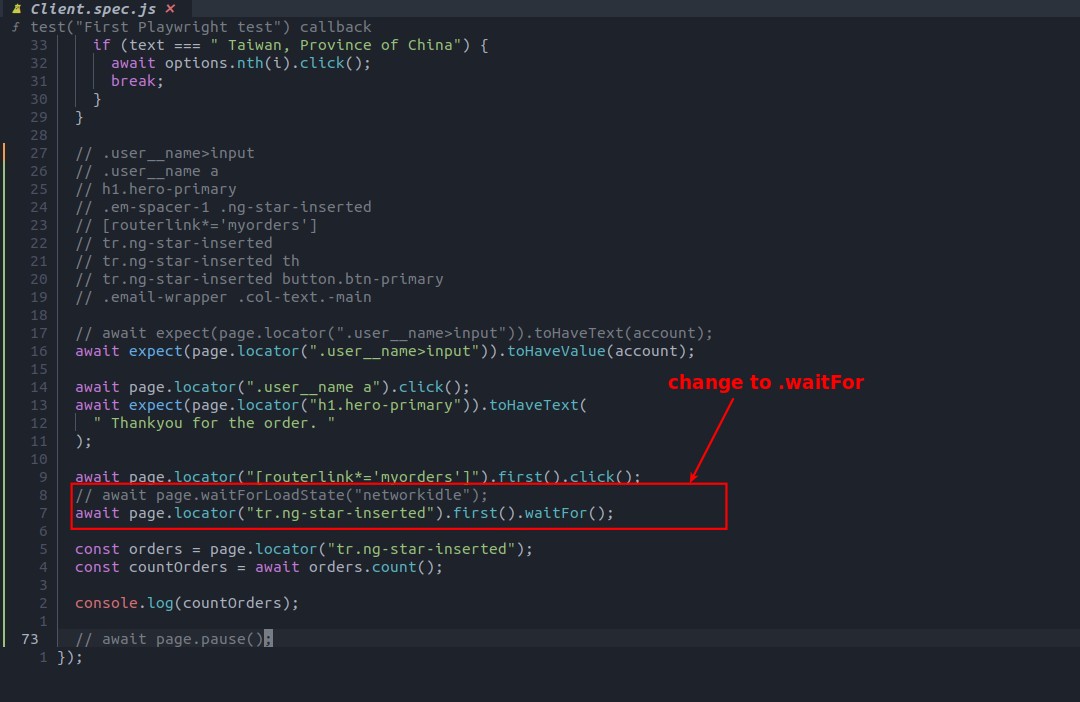 Client.spec.js ✕
ƒ test("First Playwright test") callback
33 if (text === " Taiwan, Province of China") {
32 await options.nth(i).click();
31 break;
30 }
29 }
28
27 // .user__name>input
26 // .user__name a
25 // h1.hero-primary
24 // .em-spacer-1 .ng-star-inserted
23 // [routerlink*='myorders']
22 // tr.ng-star-inserted
21 // tr.ng-star-inserted th
20 // tr.ng-star-inserted button.btn-primary
19 // .email-wrapper .col-text.-main
18
17 // await expect(page.locator(".user__name>input")).toHaveText(account);
16 await expect(page.locator(".user__name>input")).toHaveValue(account);
15
14 await page.locator(".user__name a").click();
change to .waitFor
13 await expect(page.locator("h1.hero-primary")).toHaveText(
12 " Thankyou for the order. "
11 );
10
9 await page.locator("[routerlink*='myorders']").first().click();
8 // await page.waitForLoadState("networkidle");
7 await page.locator("tr.ng-star-inserted").first().waitFor();
6
5 const orders = page.locator("tr.ng-star-inserted");
4 const countOrders = await orders.count();
3
2 console.log(countOrders);
1
73 // await page.pause();
1 });